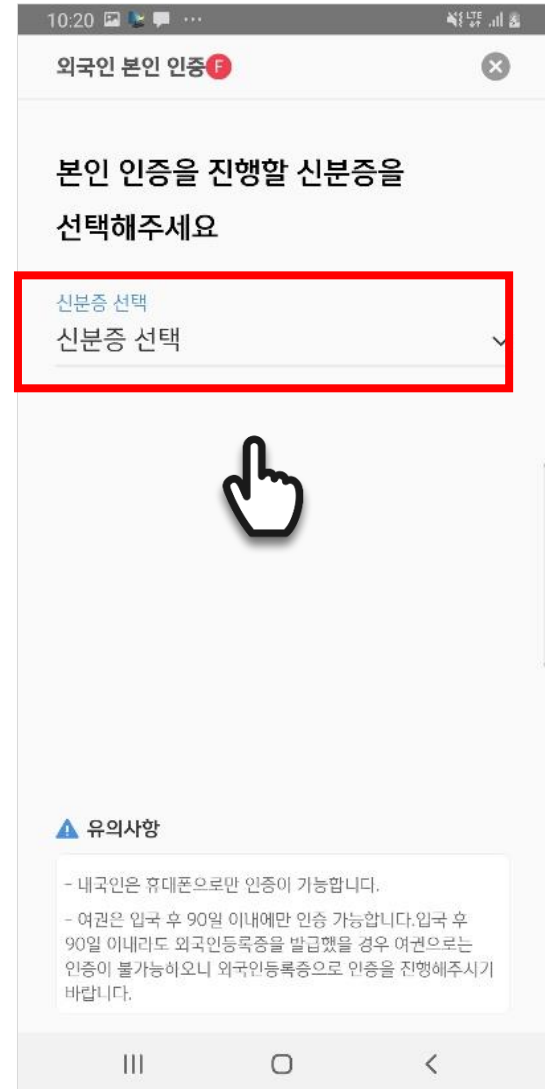 10:20
LTE
외국인 본인 인증 F
본인 인증을 진행할 신분증을
선택해주세요
신분증 선택
신분증 선택
유의사항
- 내국인은 휴대폰으로만 인증이 가능합니다.
- 여권은 입국 후 90일 이내에만 인증 가능합니다.입국 후
90일 이내리도 외국인등록증을 발급했을 경우 여권으로는
인증이 불가능하오니 외국인등록증으로 인증을 진행해주시기
바랍니다.